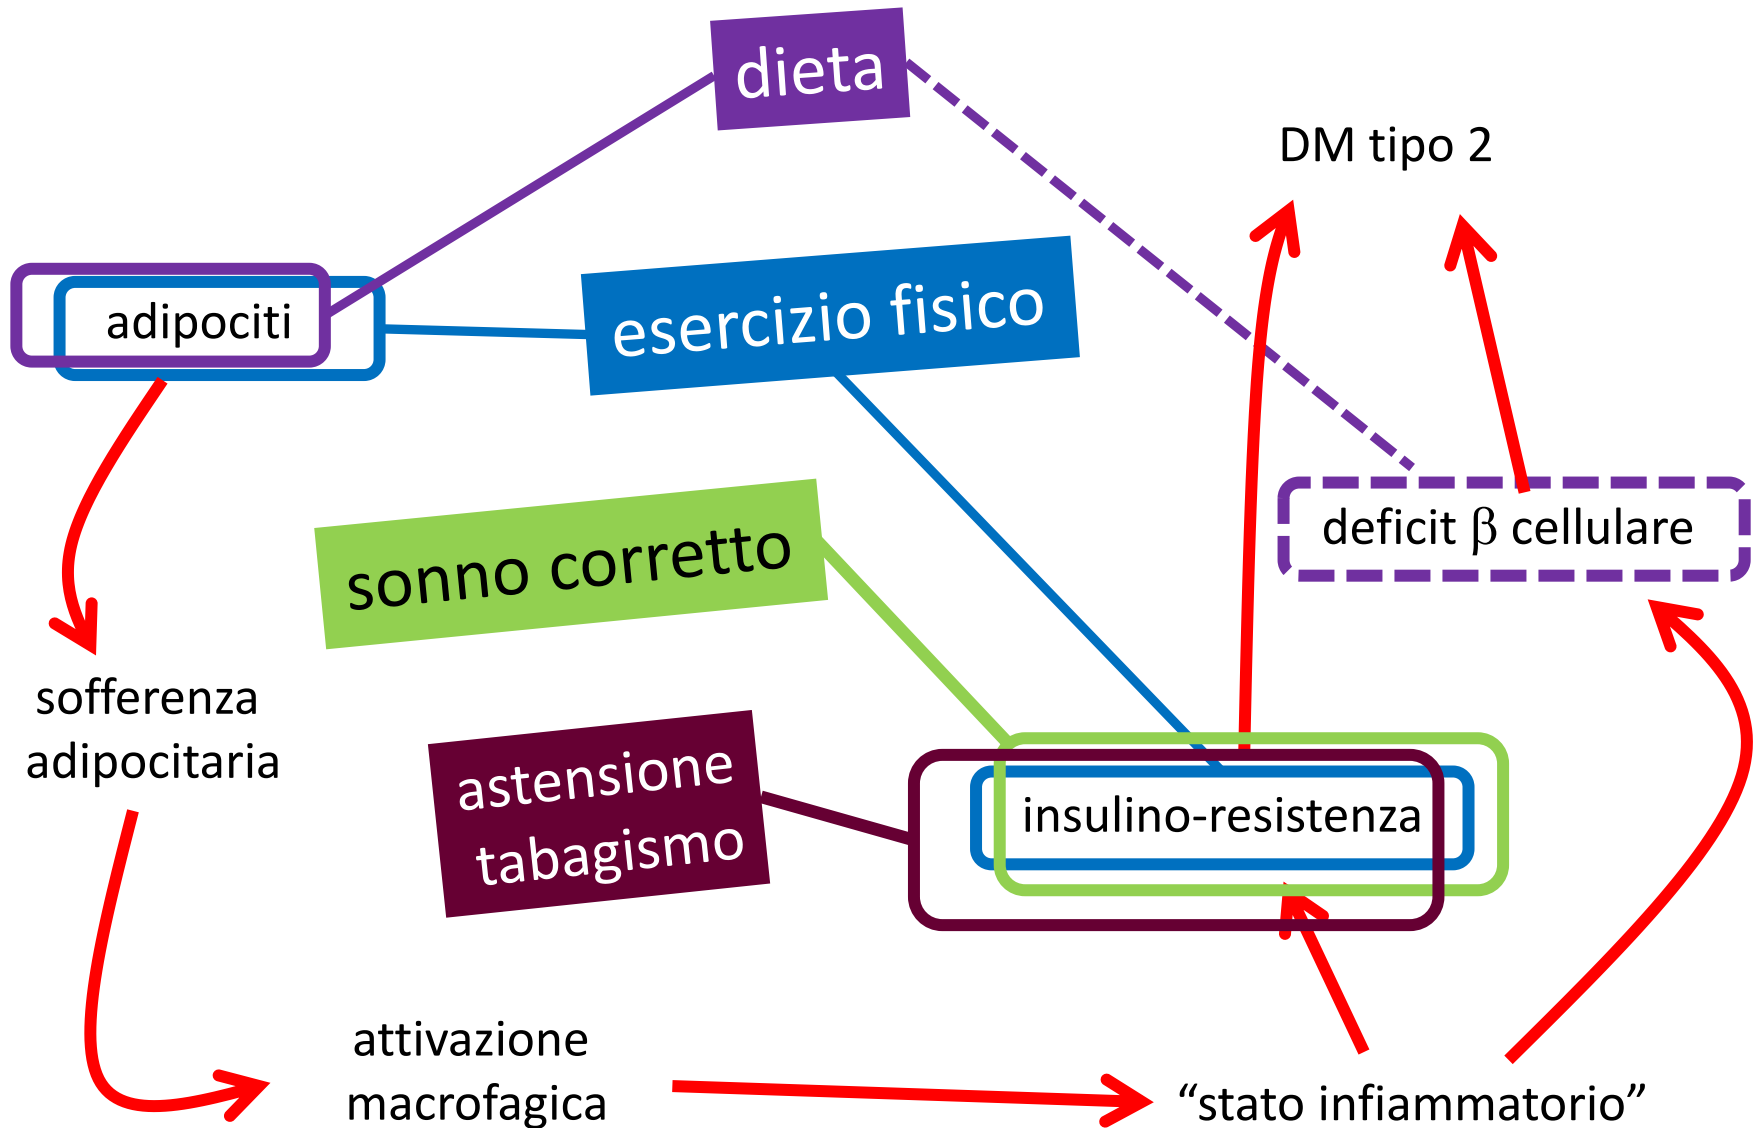 dieta
DM tipo 2
adipociti
esercizio fisico
sonno corretto
deficit β cellulare
sofferenza
adipocitaria
astensione
tabagismo
insulino-resistenza
attivazione
macrofagica
“stato infiammatorio”